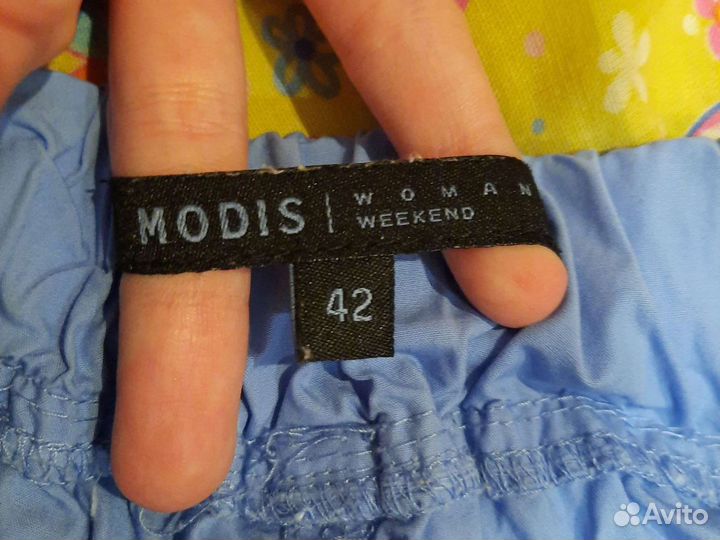 MODIS | WOMAN
WEEKEND
42
Avito